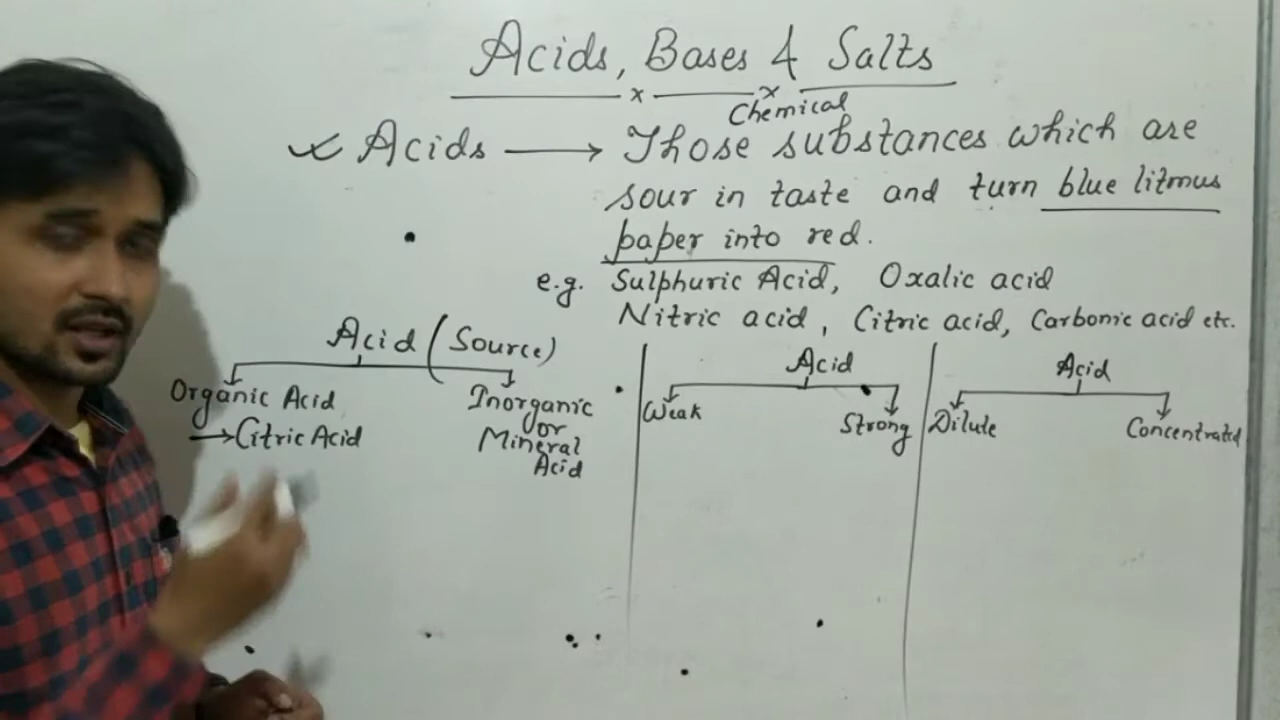 Acids, Bases & Salts
Chemical
Acids → Those substances which are
sour in taste and turn blue litmus
paper into red.
e.g. Sulphuric Acid, Oxalic acid
Nitric acid, Citric acid, Carbonic acid etc.
Acid (Source)
Organic Acid
→ Citric Acid
Inorganic
or
Mineral
Acid
Acid
Weak
Strong
Acid
Dilute
Concentrated